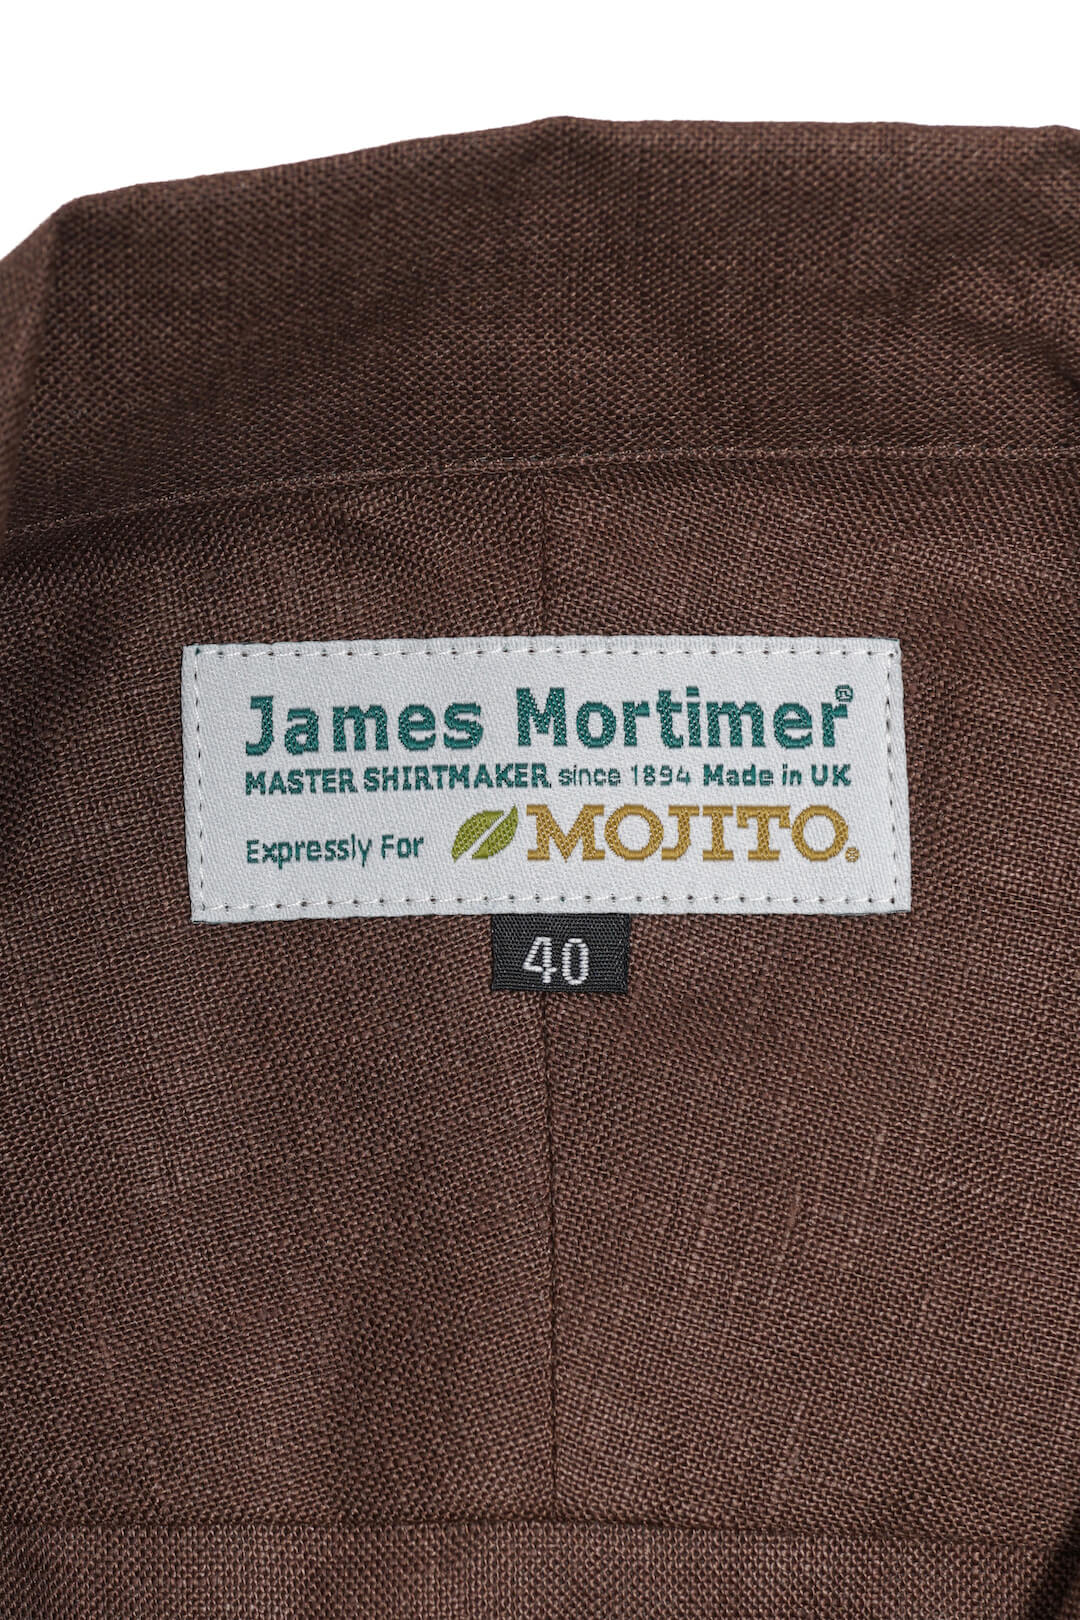 James Mortimer
MASTER SHIRTMAKER since 1894 Made in UK
Expressly For MOJITO®
40